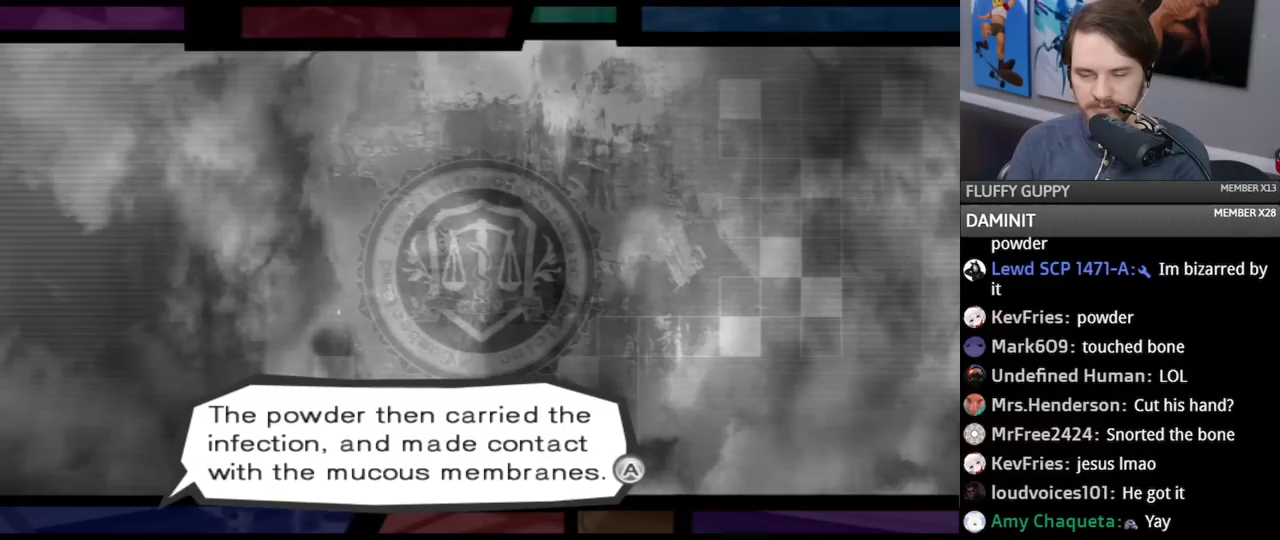 FLUFFY GUPPY
MEMBER X13
DAMINIT
MEMBER X28
powder
Lewd SCP 1471-A: Im bizarred by
it
KevFries: powder
Mark609: touched bone
Undefined Human: LOL
Mrs.Henderson: Cut his hand?
MrFree2424: Snorted the bone
KevFries: jesus lmao
loudvoices101: He got it
Amy Chaqueta: Yay
The powder then carried the
infection, and made contact
with the mucous membranes.
A